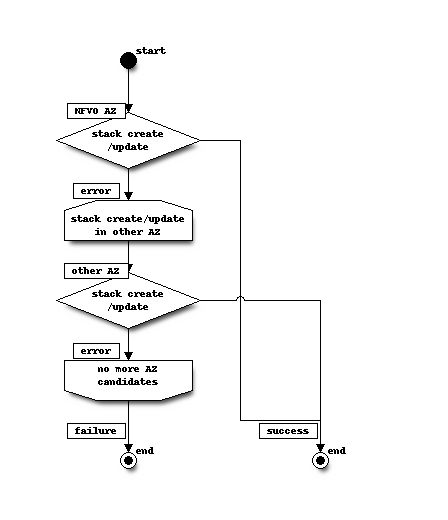 start
NFVO AZ
stack create
/update
error
stack create/update
in other AZ
other AZ
stack create
/update
error
no more AZ
candidates
failure
success
end
end